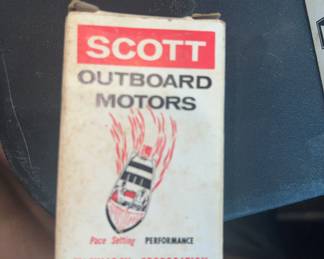 SCOTT
OUTBOARD
MOTORS
Pace Setting PERFORMANCE